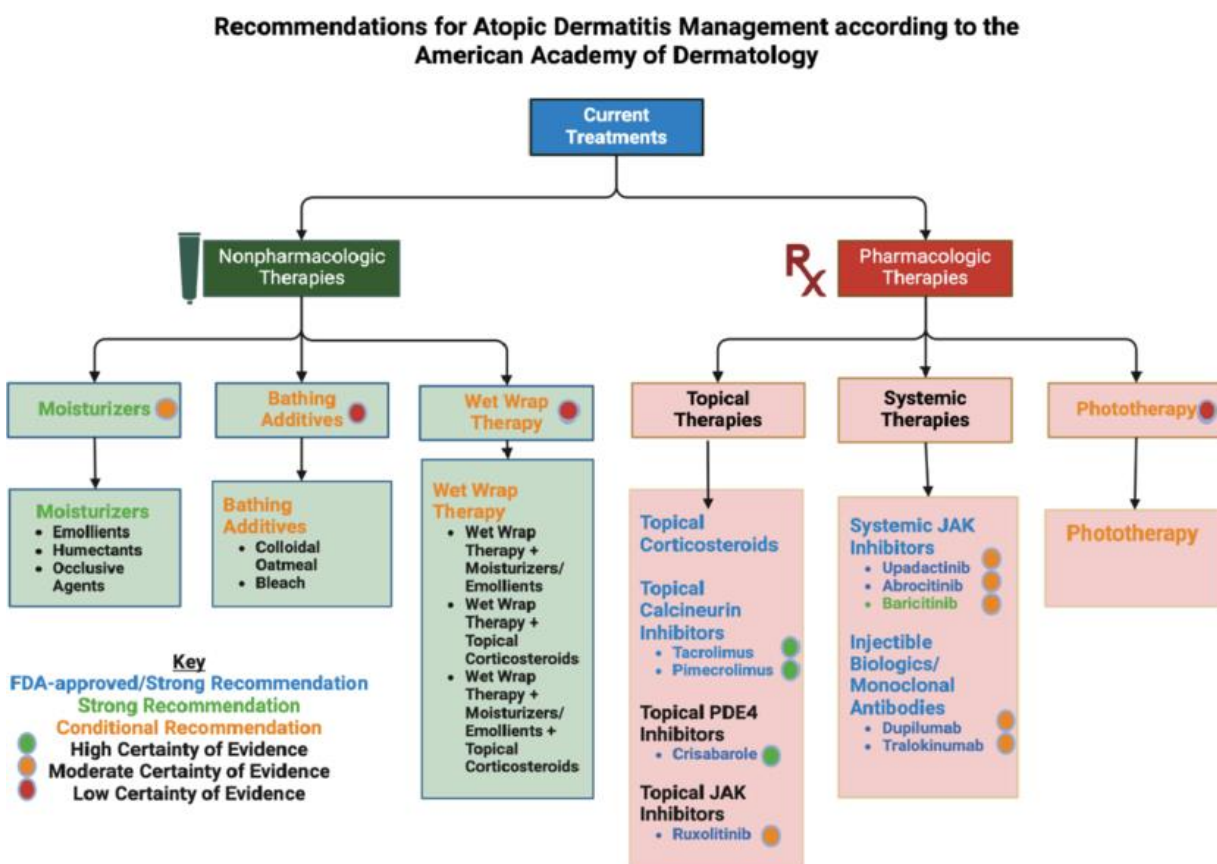 Recommendations for Atopic Dermatitis Management according to the
American Academy of Dermatology
Current
Treatments
Nonpharmacologic
Therapies
Rx
Pharmacologic
Therapies
Moisturizers
Bathing
Additives
Wet Wrap
Therapy
Topical
Therapies
Systemic
Therapies
Phototherapy
Moisturizers
• Emollients
• Humectants
• Occlusive
Agents
Bathing
Additives
• Colloidal
Oatmeal
• Bleach
Wet Wrap
Therapy
• Wet Wrap
Therapy +
Moisturizers/
Emollients
• Wet Wrap
Therapy +
Topical
Corticosteroids
• Wet Wrap
Therapy +
Moisturizers/
Emollients +
Topical
Corticosteroids
Topical
Corticosteroids
Topical
Calcineurin
Inhibitors
• Tacrolimus
• Pimecrolimus
Topical PDE4
Inhibitors
• Crisabarole
Topical JAK
Inhibitors
• Ruxolitinib
Systemic JAK
Inhibitors
• Upadactinib
• Abrocitinib
• Baricitinib
Injectible
Biologics/
Monoclonal
Antibodies
• Dupilumab
• Tralokinumab
Phototherapy
Key
FDA-approved/Strong Recommendation
Strong Recommendation
Conditional Recommendation
High Certainty of Evidence
Moderate Certainty of Evidence
Low Certainty of Evidence